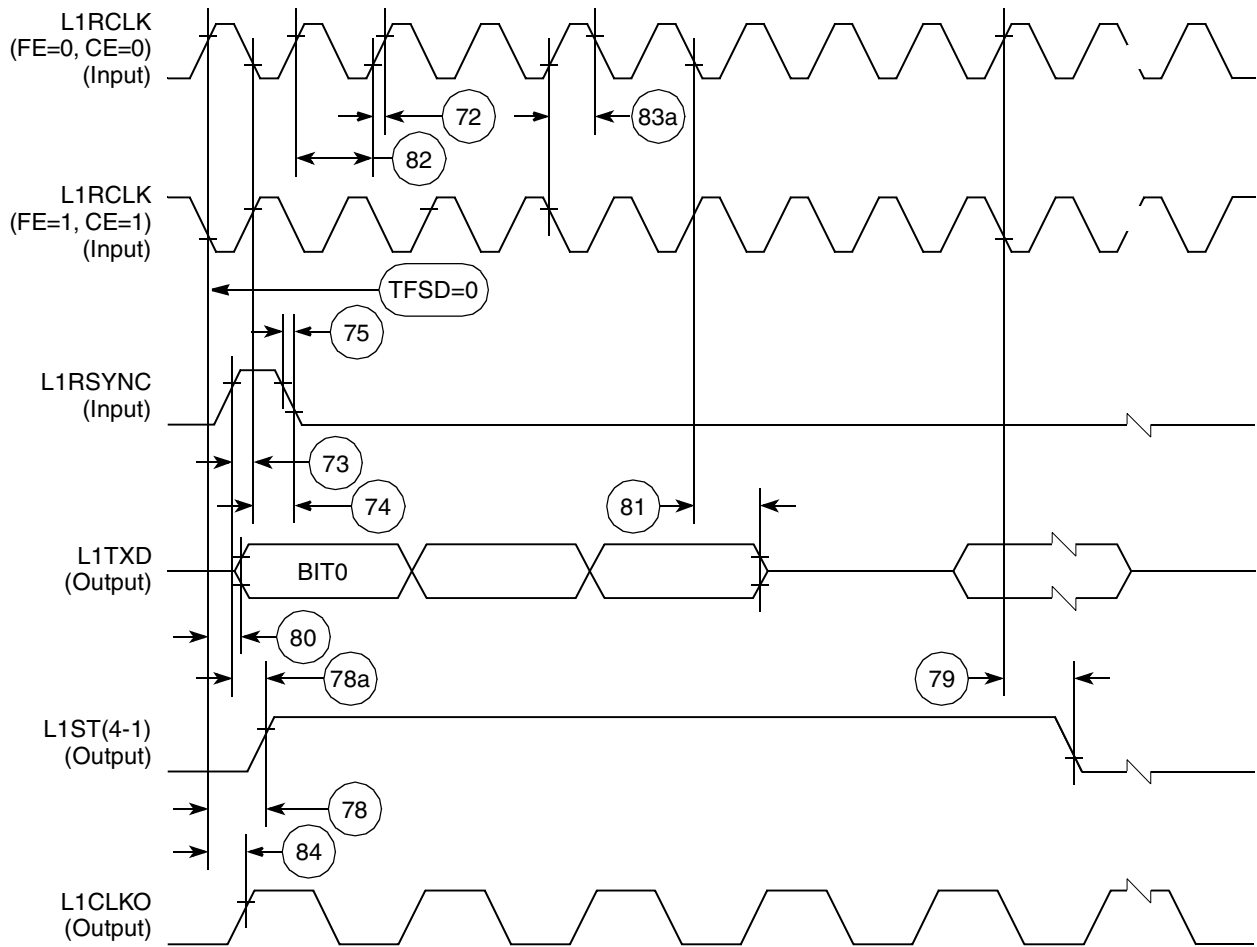 L1RCLK
(FE=0, CE=0)
(Input)
72
83a
82
L1RCLK
(FE=1, CE=1)
(Input)
TFSD=0
75
L1RSYNC
(Input)
73
74
81
L1TXD
(Output)
BIT0
80
78a
79
L1ST(4-1)
(Output)
78
84
L1CLKO
(Output)